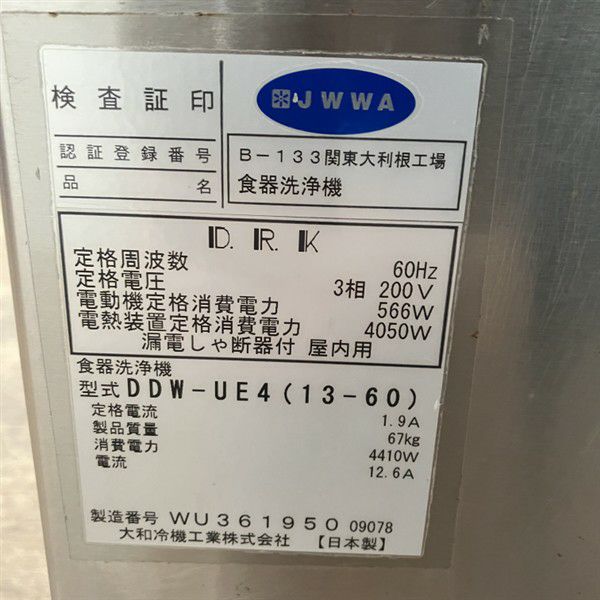 検査証印
JWWA
認証登録番号 B-133関東大利根工場
品名 食器洗浄機
D.R.K
定格周波数 60Hz
定格電圧 3相 200V
電動機定格消費電力 566W
電熱装置定格消費電力 4050W
漏電しゃ断器付 屋内用
食器洗浄機
型式 DDW-UE4(13-60)
定格電流 1.9A
製品質量 67kg
消費電力 4410W
電流 12.6A
製造番号 WU361950 09078
大和冷機工業株式会社 【日本製】